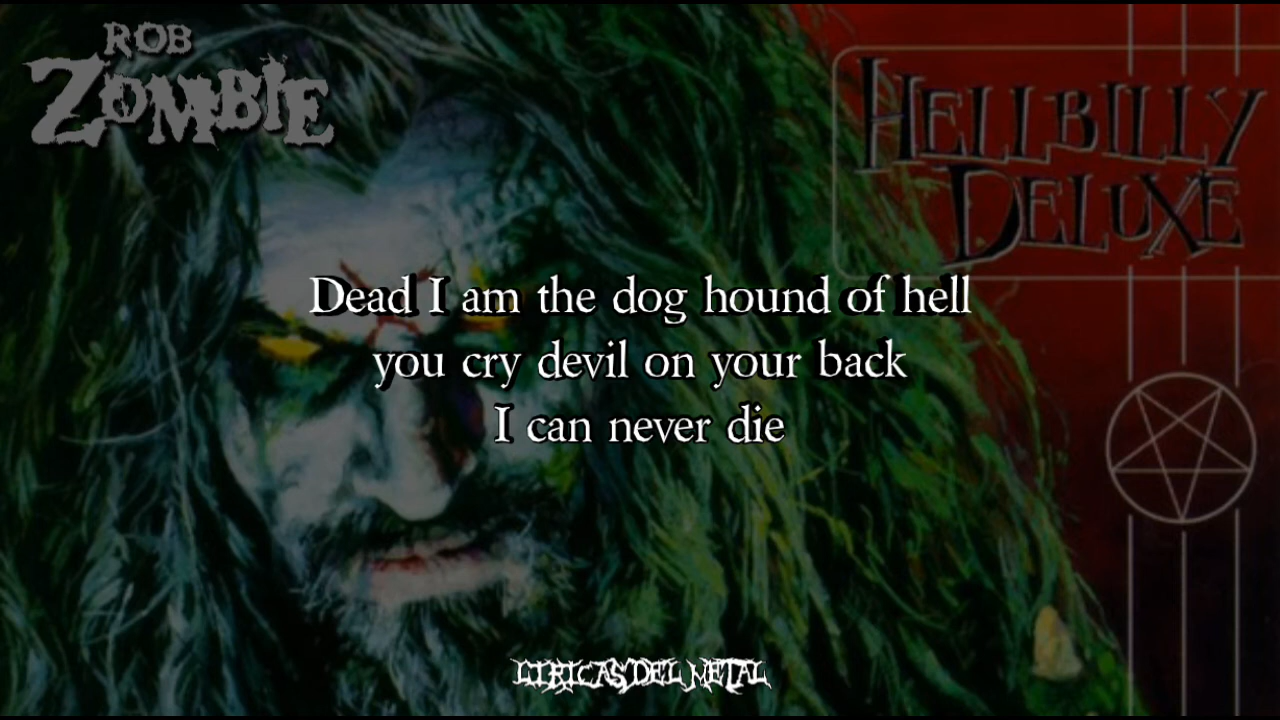 ROB
ZOMBIE
HELLBILLY
DELUXE
Dead I am the dog hound of hell
you cry devil on your back
I can never die
LIRICAS DEL METAL